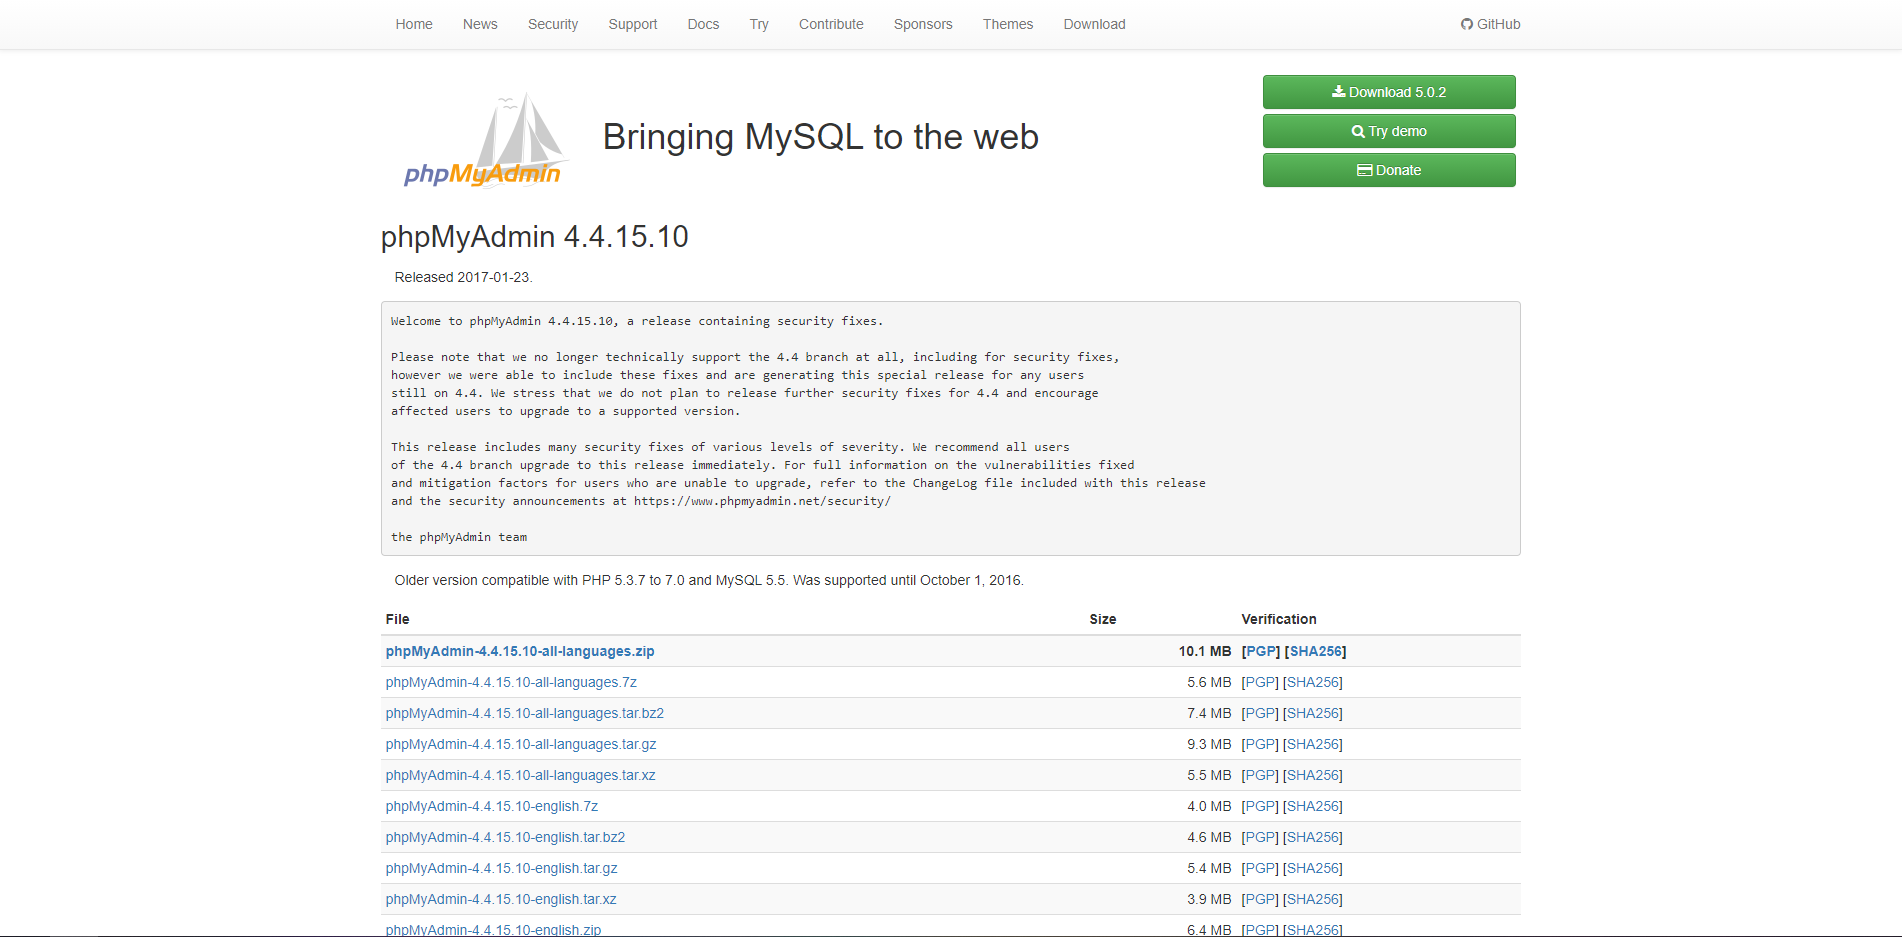 Home News Security Support Docs Try Contribute Sponsors Themes Download GitHub
Download 5.0.2
phpMyAdmin
Bringing MySQL to the web
Try demo
Donate
phpMyAdmin 4.4.15.10
Released 2017-01-23.
Welcome to phpMyAdmin 4.4.15.10, a release containing security fixes.
Please note that we no longer technically support the 4.4 branch at all, including for security fixes,
however we were able to include these fixes and are generating this special release for any users
still on 4.4. We stress that we do not plan to release further security fixes for 4.4 and encourage
affected users to upgrade to a supported version.
This release includes many security fixes of various levels of severity. We recommend all users
of the 4.4 branch upgrade to this release immediately. For full information on the vulnerabilities fixed
and mitigation factors for users who are unable to upgrade, refer to the ChangeLog file included with this release
and the security announcements at https://www.phpmyadmin.net/security/
the phpMyAdmin team
Older version compatible with PHP 5.3.7 to 7.0 and MySQL 5.5. Was supported until October 1, 2016.
File Size Verification
phpMyAdmin-4.4.15.10-all-languages.zip 10.1 MB [PGP] [SHA256]
phpMyAdmin-4.4.15.10-all-languages.7z 5.6 MB [PGP] [SHA256]
phpMyAdmin-4.4.15.10-all-languages.tar.bz2 7.4 MB [PGP] [SHA256]
phpMyAdmin-4.4.15.10-all-languages.tar.gz 9.3 MB [PGP] [SHA256]
phpMyAdmin-4.4.15.10-all-languages.tar.xz 5.5 MB [PGP] [SHA256]
phpMyAdmin-4.4.15.10-english.7z 4.0 MB [PGP] [SHA256]
phpMyAdmin-4.4.15.10-english.tar.bz2 4.6 MB [PGP] [SHA256]
phpMyAdmin-4.4.15.10-english.tar.gz 5.4 MB [PGP] [SHA256]
phpMyAdmin-4.4.15.10-english.tar.xz 3.9 MB [PGP] [SHA256]
phpMyAdmin-4.4.15.10-english.zip 6.4 MB [PGP] [SHA256]